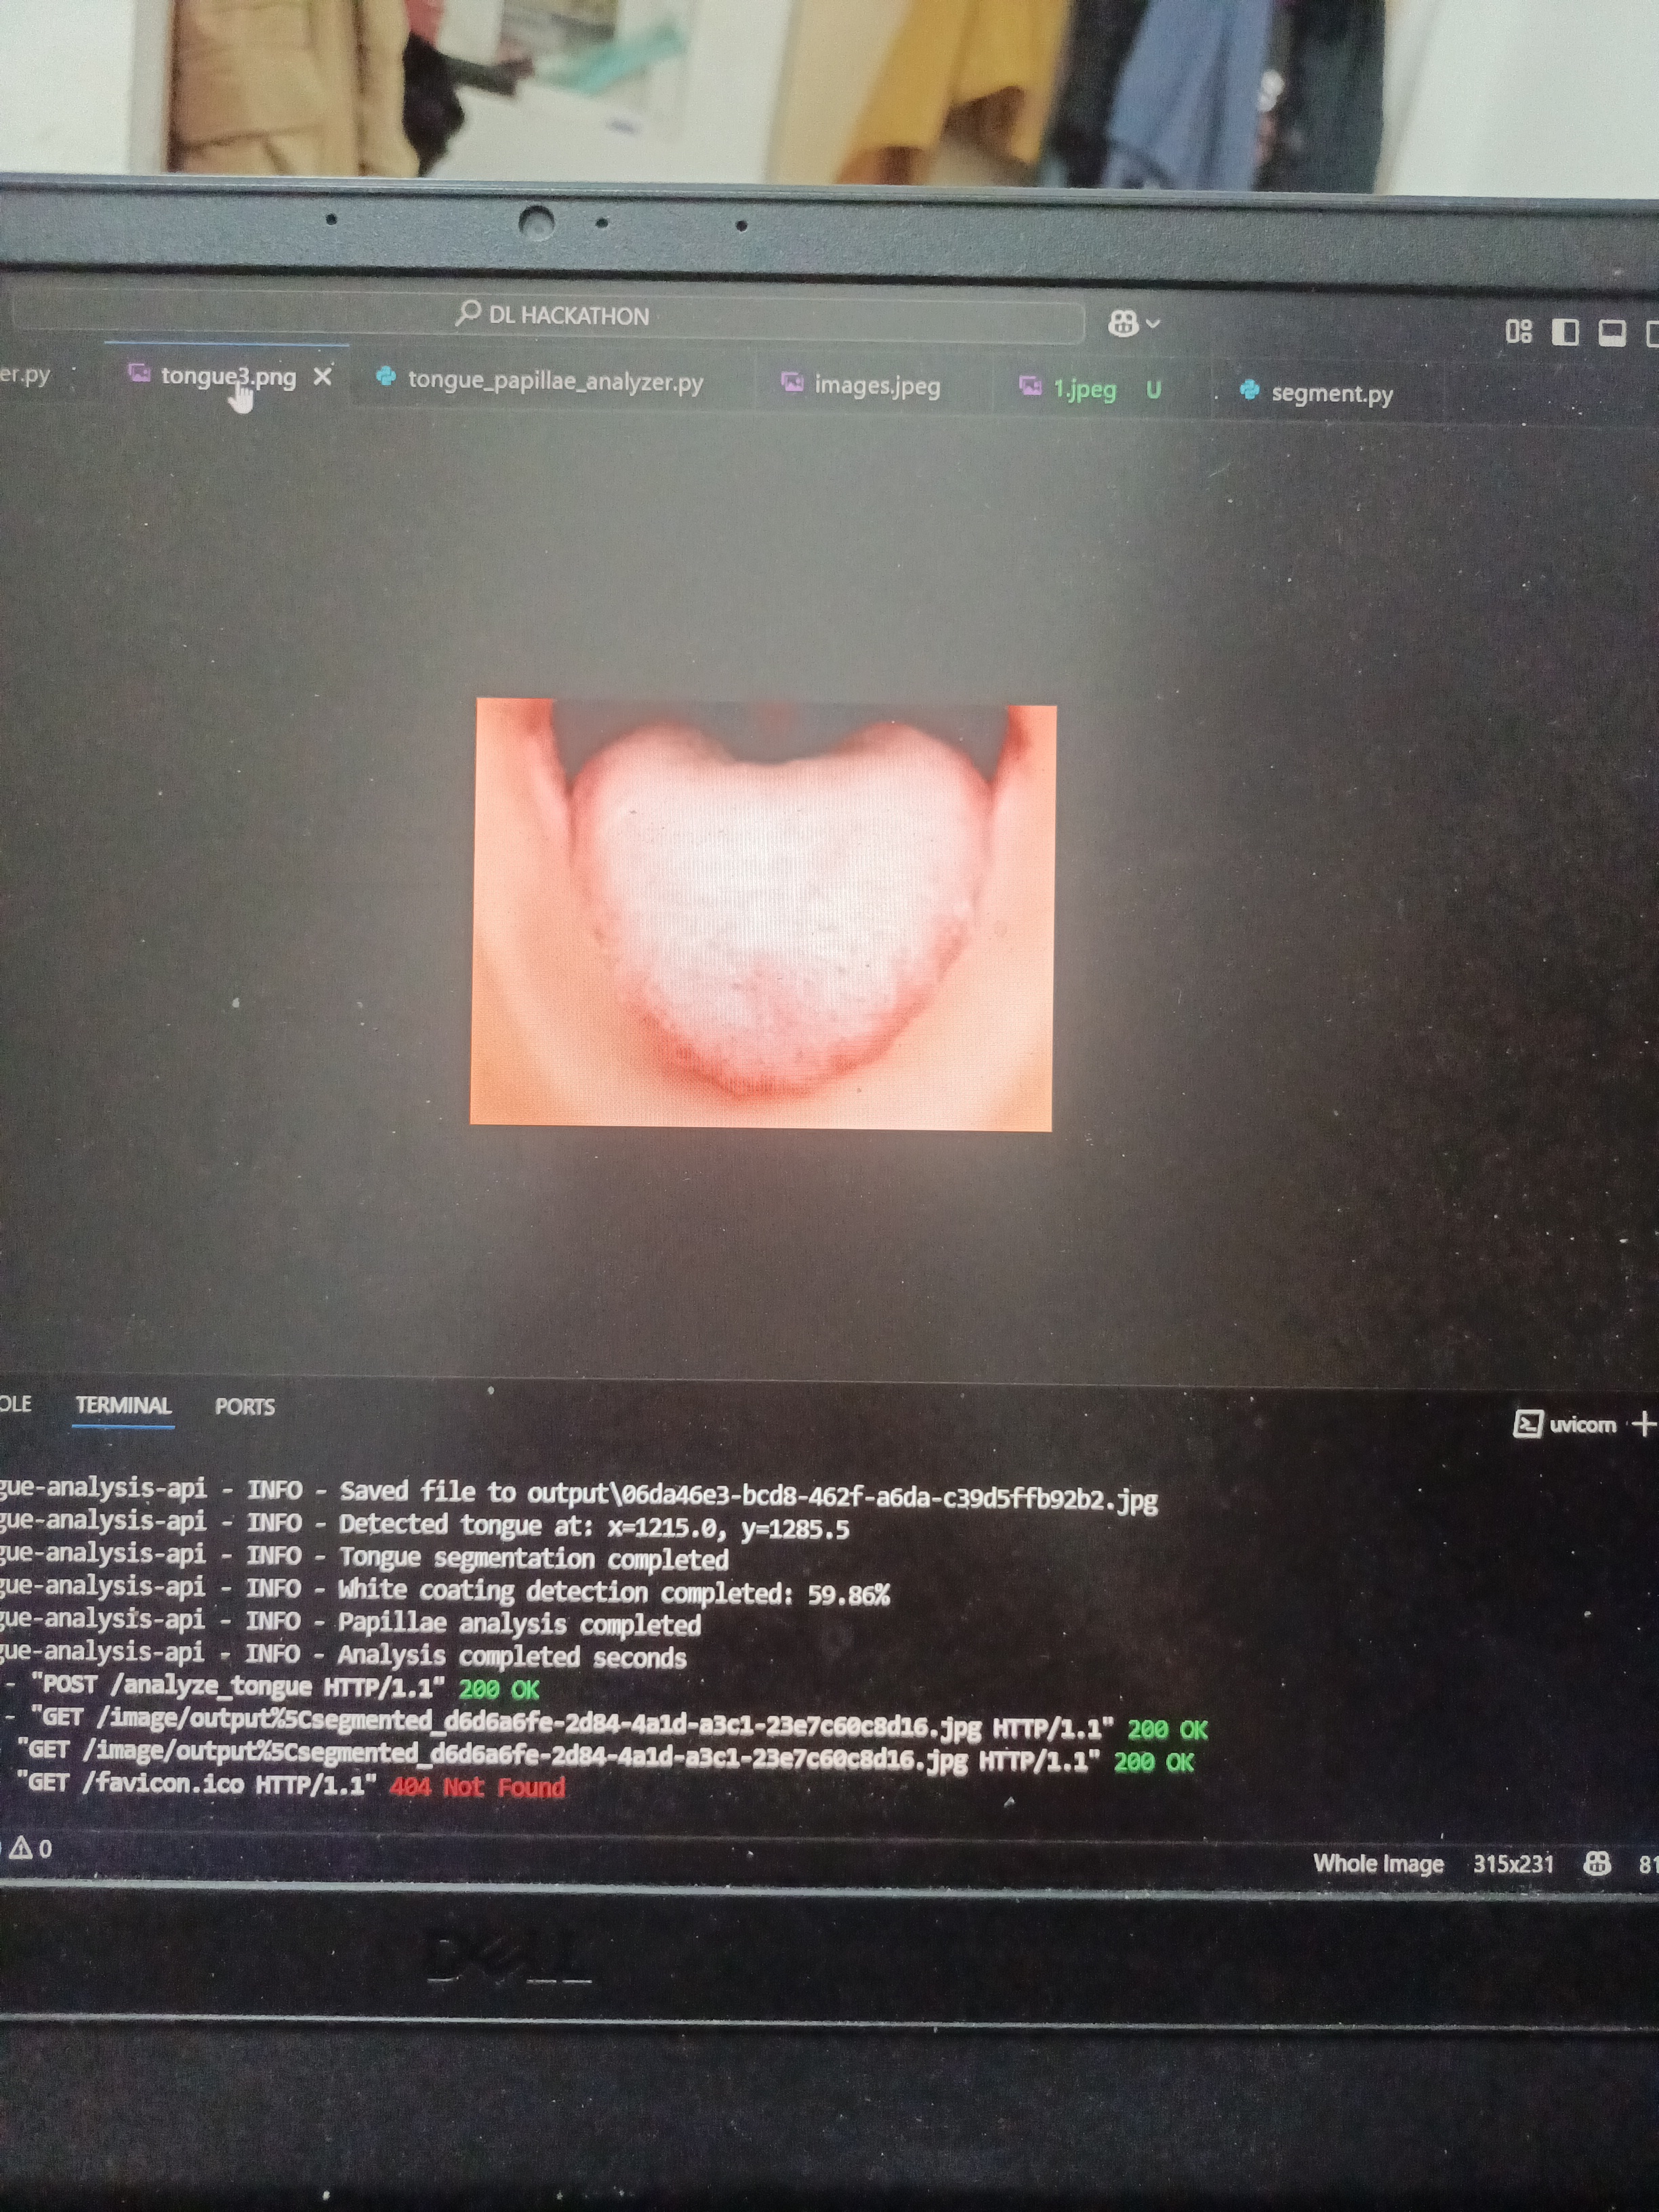 DL HACKATHON
er.py
tongue3.png
tongue_papillae_analyzer.py
images.jpeg
1.jpeg U
segment.py
OLE TERMINAL PORTS
uvicorn
gue-analysis-api - INFO - Saved file to output\06da46e3-bcd8-462f-a6da-c39d5ffb92b2.jpg
gue-analysis-api - INFO - Detected tongue at: x=1215.0, y=1285.5
gue-analysis-api - INFO - Tongue segmentation completed
gue-analysis-api - INFO - White coating detection completed: 59.86%
gue-analysis-api - INFO - Papillae analysis completed
gue-analysis-api - INFO - Analysis completed seconds
- "POST /analyze_tongue HTTP/1.1" 200 OK
- "GET /image/output%5Csegmented_d6d6a6fe-2d84-4a1d-a3c1-23e7c60c8d16.jpg HTTP/1.1" 200 OK
"GET /image/output%5Csegmented_d6d6a6fe-2d84-4a1d-a3c1-23e7c60c8d16.jpg HTTP/1.1" 200 OK
"GET /favicon.ico HTTP/1.1" 404 Not Found
0
Whole Image 315x231 81
DELL